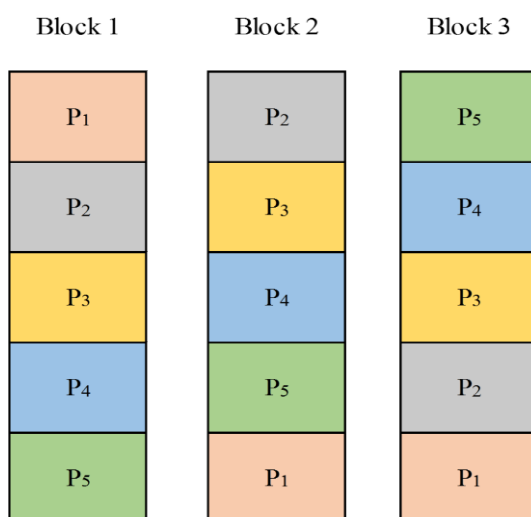 Block 1 Block 2 Block 3
P1 P2 P5
P2 P3 P4
P3 P4 P3
P4 P5 P2
P5 P1 P1